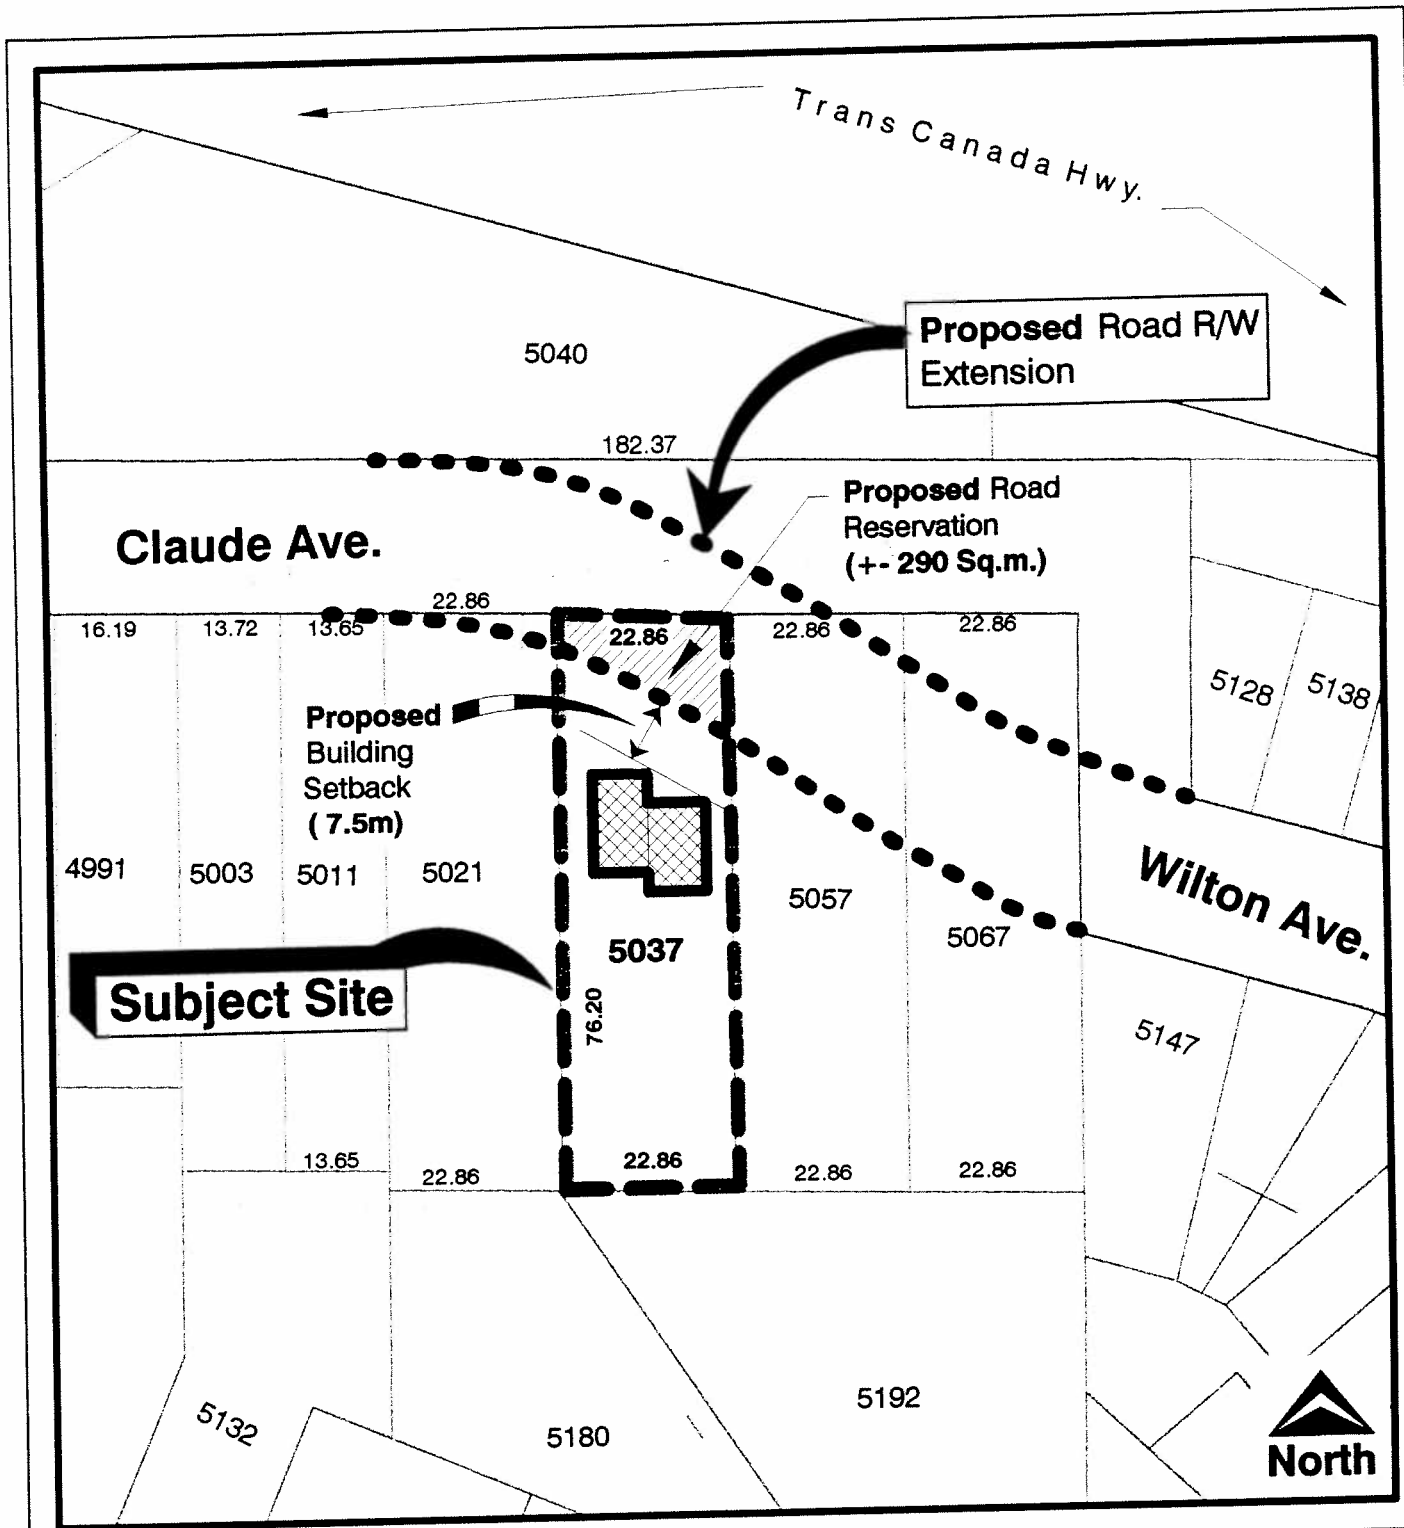 Trans Canada Hwy.
Proposed Road R/W
Extension
5040
182.37
Proposed Road
Reservation
(+- 290 Sq.m.)
Claude Ave.
22.86
16.19
13.72
13.65
22.86
22.86
22.86
5128
5138
Proposed
Building
Setback
( 7.5m)
4991
5003
5011
5021
5057
5067
Wilton Ave.
5037
Subject Site
76.20
5147
13.65
22.86
22.86
22.86
22.86
5132
5180
5192
North